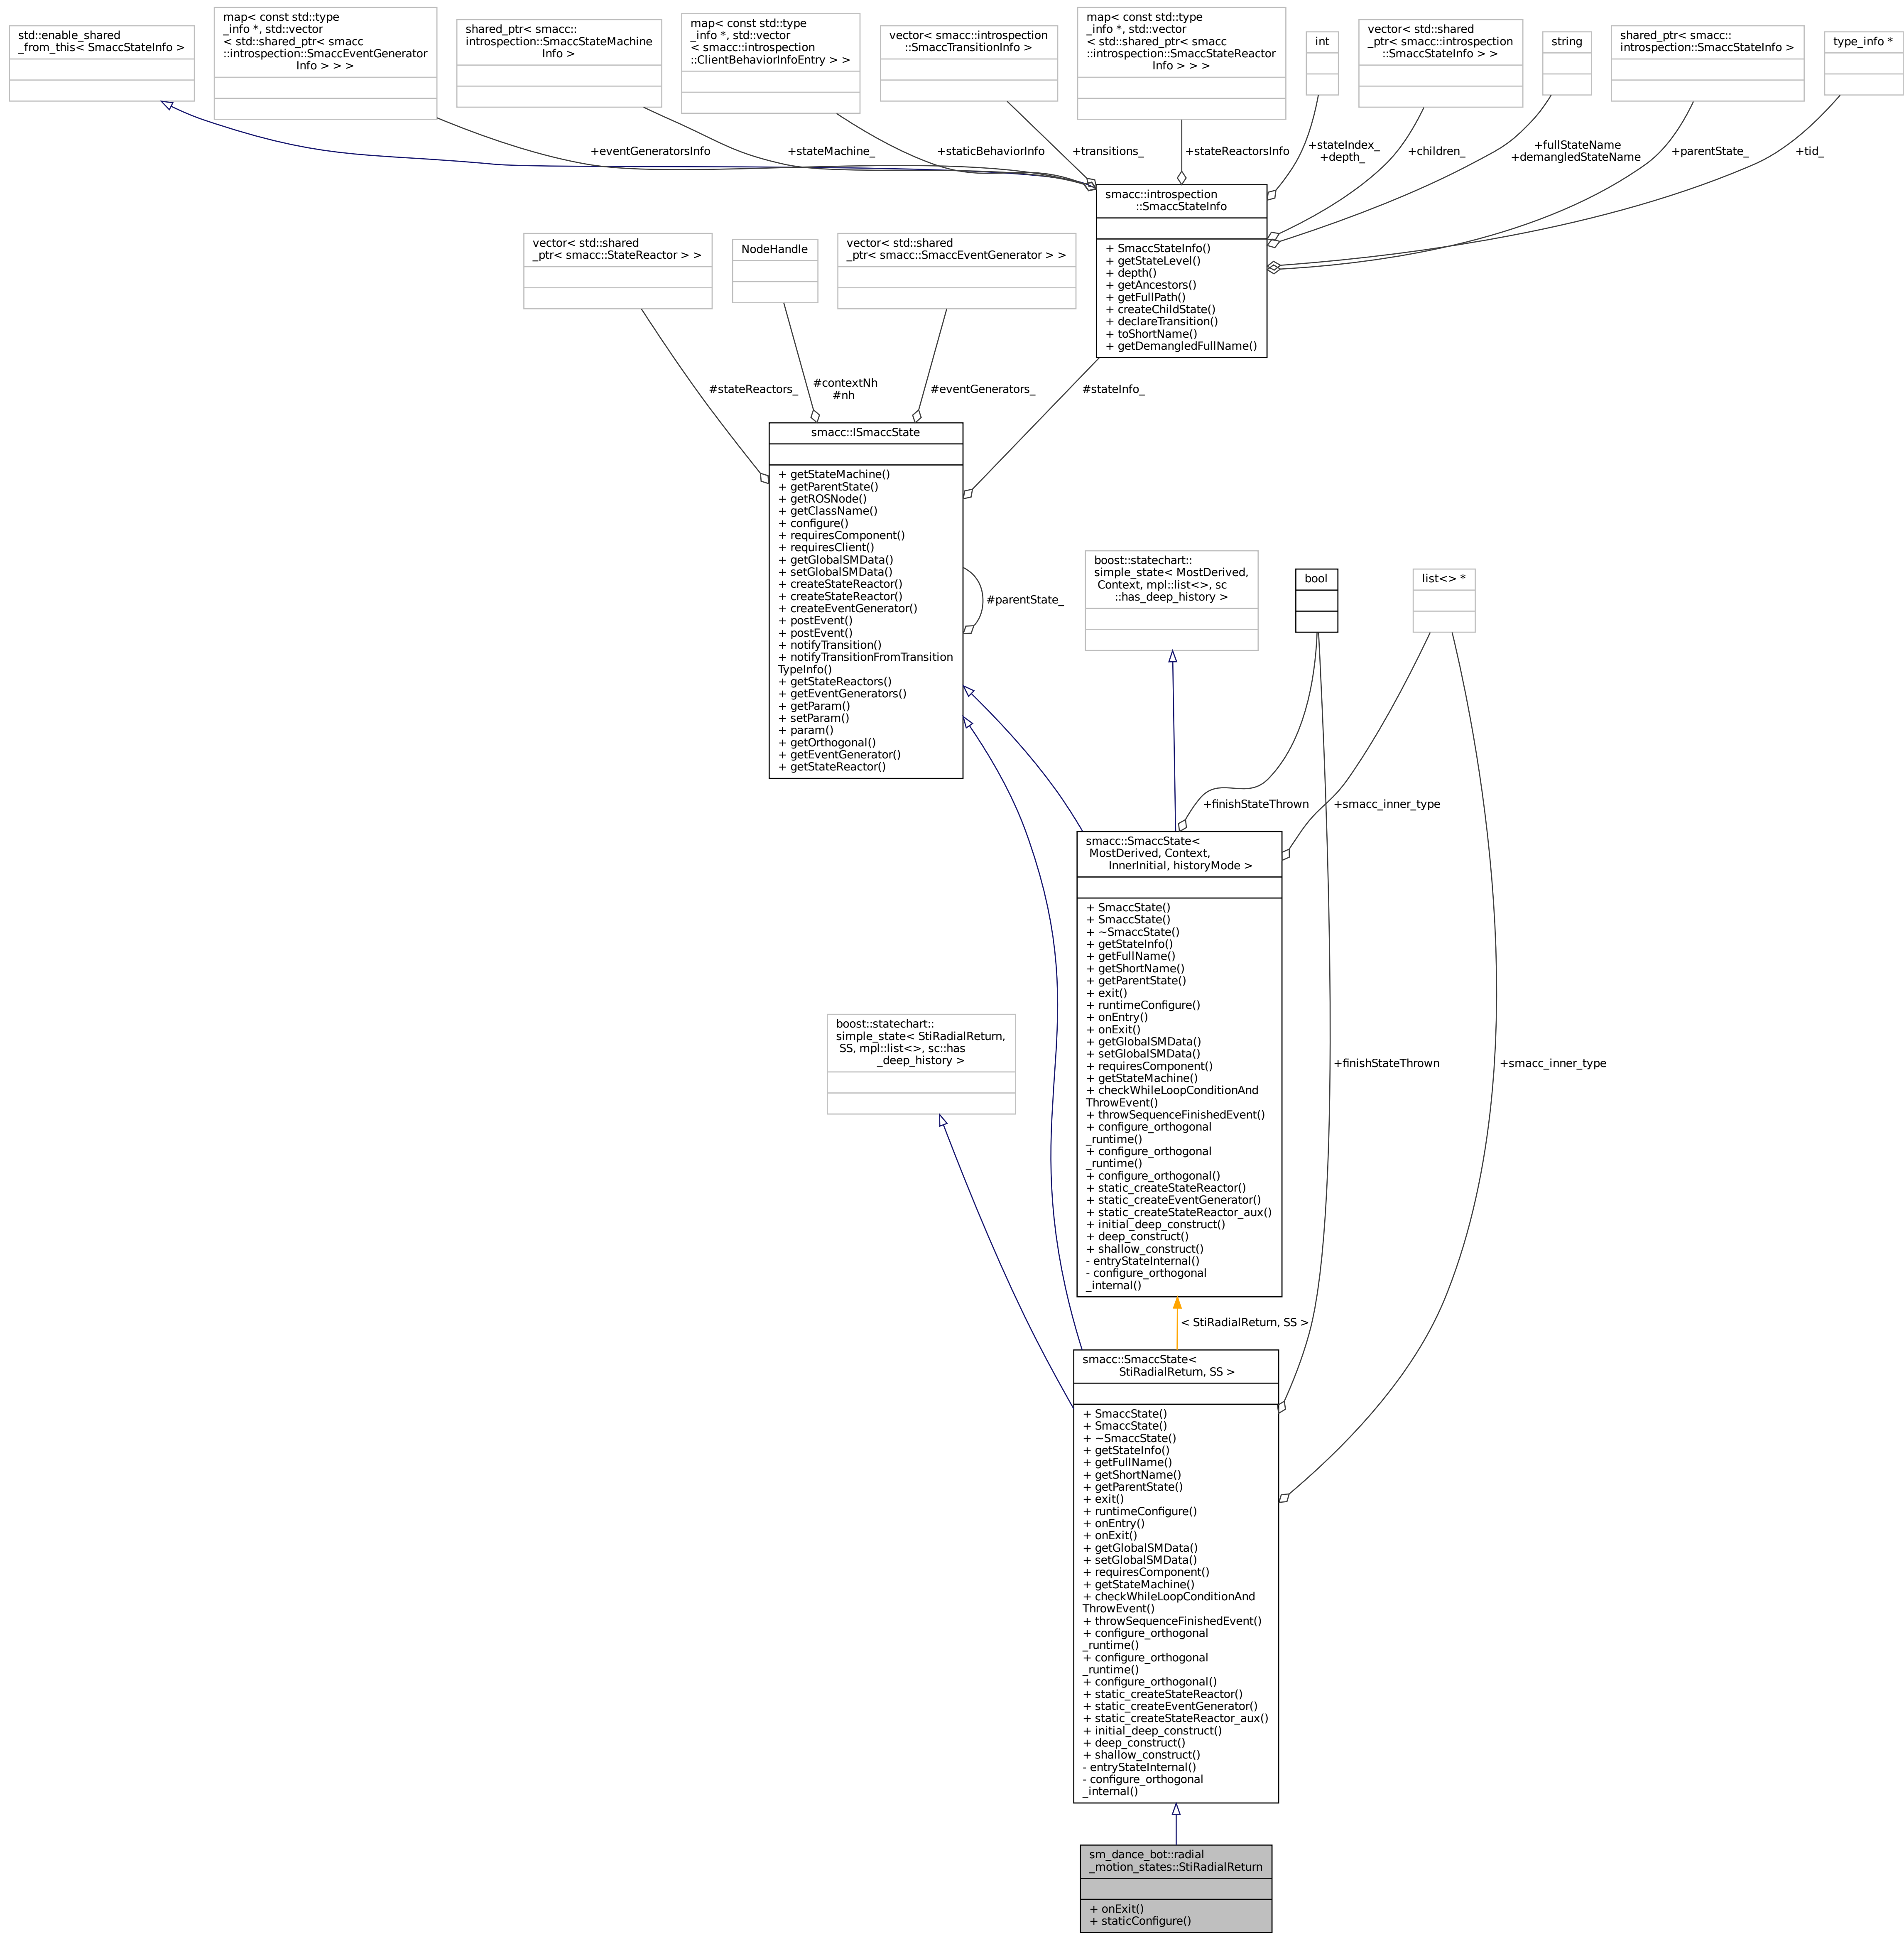 std::enable_shared
_from_this< SmaccStateInfo >
map< const std::type
_info *, std::vector
< std::shared_ptr< smacc
::introspection::SmaccEventGenerator
Info > > >
shared_ptr< smacc::
introspection::SmaccStateMachine
Info >
map< const std::type
_info *, std::vector
< smacc::introspection
::ClientBehaviorInfoEntry > >
vector< smacc::introspection
::SmaccTransitionInfo >
map< const std::type
_info *, std::vector
< std::shared_ptr< smacc
::introspection::SmaccStateReactor
Info > > >
int
vector< std::shared
_ptr< smacc::introspection
::SmaccStateInfo > >
string
shared_ptr< smacc::
introspection::SmaccStateInfo >
type_info *
+eventGeneratorsInfo
+stateMachine_
+staticBehaviorInfo
+transitions_
+stateReactorsInfo
+stateIndex_
+depth_
+children_
+fullStateName
+demangledStateName
+parentState_
+tid_
smacc::introspection
::SmaccStateInfo
+ SmaccStateInfo()
+ getStateLevel()
+ depth()
+ getAncestors()
+ getFullPath()
+ createChildState()
+ declareTransition()
+ toShortName()
+ getDemangledFullName()
vector< std::shared
_ptr< smacc::StateReactor > >
NodeHandle
vector< std::shared
_ptr< smacc::SmaccEventGenerator > >
#stateReactors_
#contextNh
#nh
#eventGenerators_
#stateInfo_
smacc::ISmaccState
+ getStateMachine()
+ getParentState()
+ getROSNode()
+ getClassName()
+ configure()
+ requiresComponent()
+ requiresClient()
+ getGlobalSMData()
+ setGlobalSMData()
+ createStateReactor()
+ createStateReactor()
+ createEventGenerator()
+ postEvent()
+ postEvent()
+ notifyTransition()
+ notifyTransitionFromTransition
TypeInfo()
+ getStateReactors()
+ getEventGenerators()
+ getParam()
+ setParam()
+ param()
+ getOrthogonal()
+ getEventGenerator()
+ getStateReactor()
#parentState_
boost::statechart::
simple_state< MostDerived,
Context, mpl::list<>, sc
::has_deep_history >
bool
list<> *
+finishStateThrown
+smacc_inner_type
smacc::SmaccState<
MostDerived, Context,
InnerInitial, historyMode >
+ SmaccState()
+ SmaccState()
+ ~SmaccState()
+ getStateInfo()
+ getFullName()
+ getShortName()
+ getParentState()
+ exit()
+ runtimeConfigure()
+ onEntry()
+ onExit()
+ getGlobalSMData()
+ setGlobalSMData()
+ requiresComponent()
+ getStateMachine()
+ checkWhileLoopConditionAnd
ThrowEvent()
+ throwSequenceFinishedEvent()
+ configure_orthogonal
_runtime()
+ configure_orthogonal
_runtime()
+ configure_orthogonal()
+ static_createStateReactor()
+ static_createEventGenerator()
+ static_createStateReactor_aux()
+ initial_deep_construct()
+ deep_construct()
+ shallow_construct()
- entryStateInternal()
- configure_orthogonal
_internal()
boost::statechart::
simple_state< StiRadialReturn,
SS, mpl::list<>, sc::has
_deep_history >
+finishStateThrown
+smacc_inner_type
< StiRadialReturn, SS >
smacc::SmaccState<
StiRadialReturn, SS >
+ SmaccState()
+ SmaccState()
+ ~SmaccState()
+ getStateInfo()
+ getFullName()
+ getShortName()
+ getParentState()
+ exit()
+ runtimeConfigure()
+ onEntry()
+ onExit()
+ getGlobalSMData()
+ setGlobalSMData()
+ requiresComponent()
+ getStateMachine()
+ checkWhileLoopConditionAnd
ThrowEvent()
+ throwSequenceFinishedEvent()
+ configure_orthogonal
_runtime()
+ configure_orthogonal
_runtime()
+ configure_orthogonal()
+ static_createStateReactor()
+ static_createEventGenerator()
+ static_createStateReactor_aux()
+ initial_deep_construct()
+ deep_construct()
+ shallow_construct()
- entryStateInternal()
- configure_orthogonal
_internal()
sm_dance_bot::radial
_motion_states::StiRadialReturn
+ onExit()
+ staticConfigure()